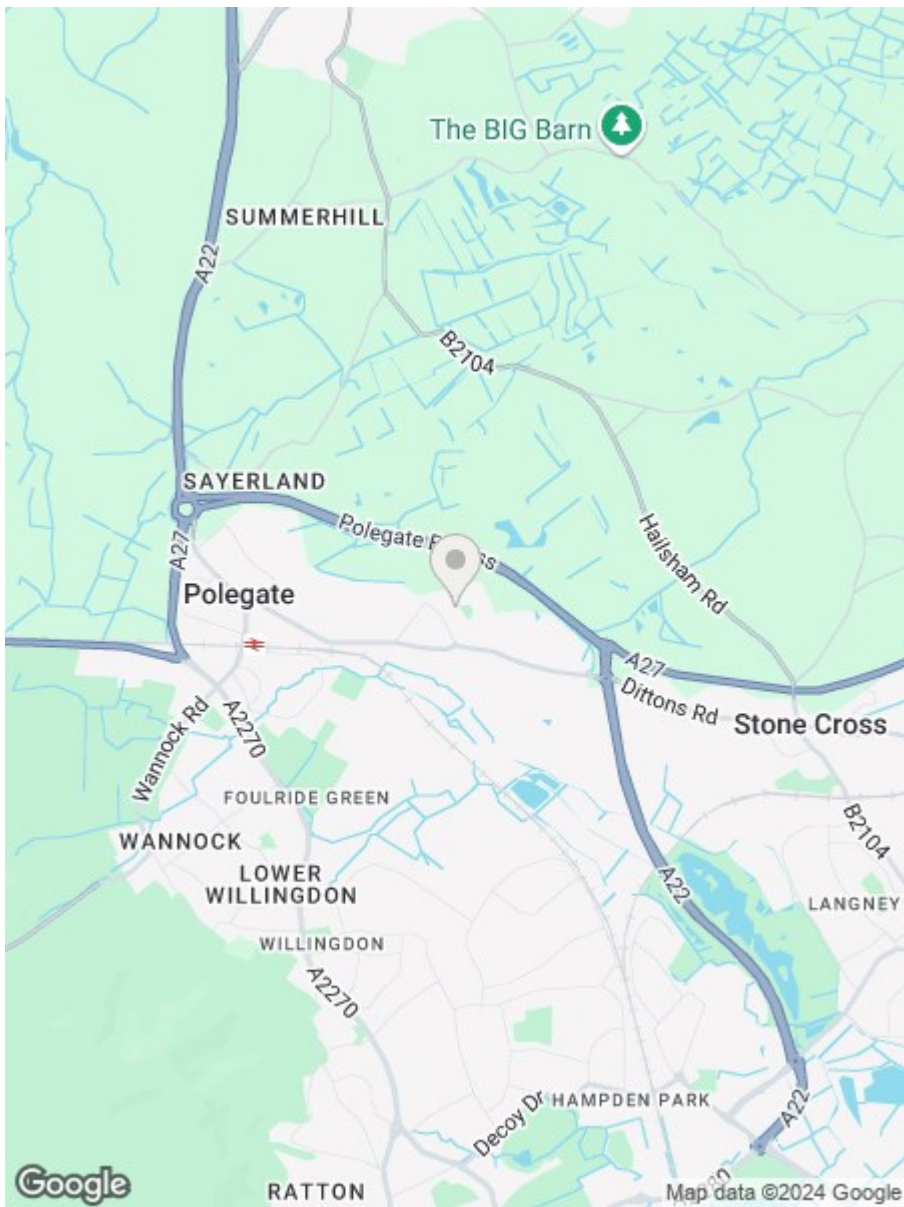 The BIG Barn
SUMMERHILL
A22
B2104
SAYERLAND
Polegate
A27
Hailsham Rd
Polegate
A27
Dittons Rd
Stone Cross
Wannock Rd
A2270
FOULRIDE GREEN
B2104
WANNOCK
LOWER
WILLINGDON
A22
LANGNEY
WILLINGDON
A2270
HAMPDEN PARK
Decoy Dr
A22
RATTON
Google
Map data ©2024 Google